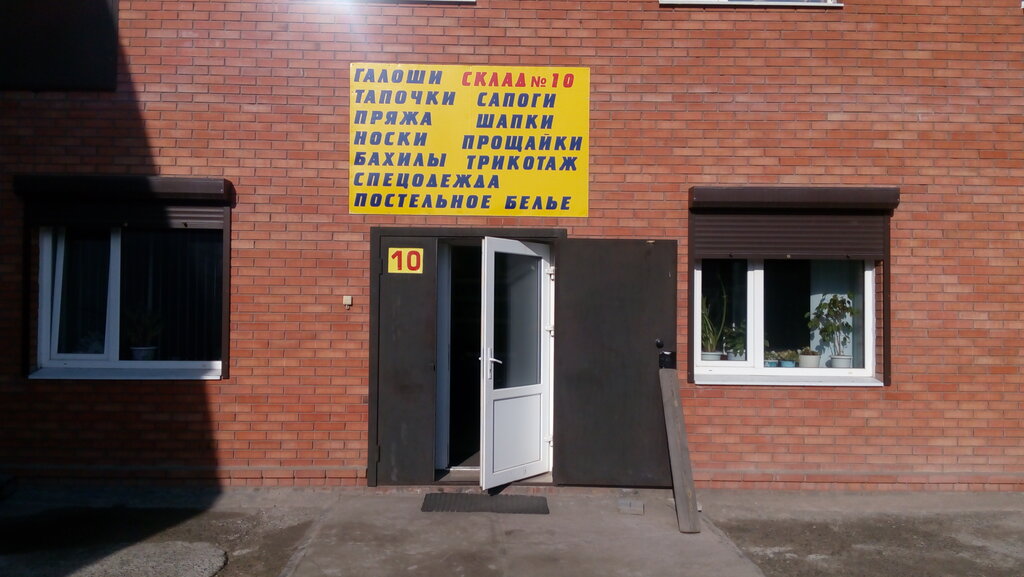 ГАЛОШИ СКЛАД № 10
ТАПОЧКИ САПОГИ
ПРЯЖА ШАПКИ
НОСКИ ПРОЩАЙКИ
БАХИЛЫ ТРИКОТАЖ
СПЕЦОДЕЖДА
ПОСТЕЛЬНОЕ БЕЛЬЕ
10